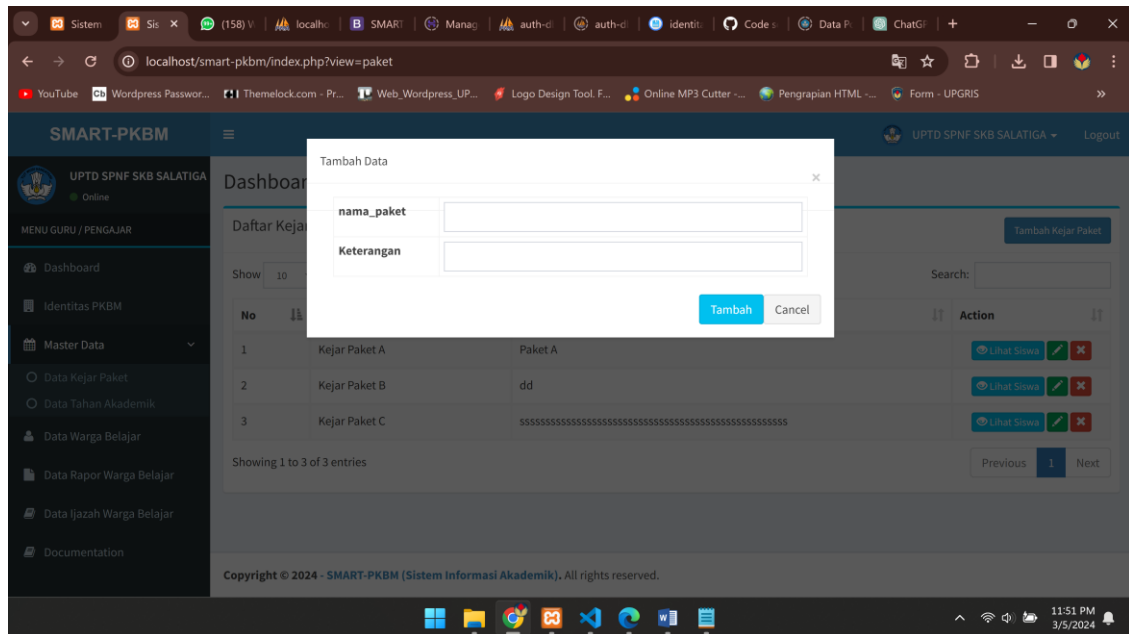 Sistem
Sis
(158) W
localho
SMART
Manag
auth-d
auth-d
identit
Code s
Data P
ChatGP
localhost/smart-pkbm/index.php?view=paket
YouTube
Wordpress Passwor...
Themelock.com - Pr...
Web_Wordpress_UP...
Logo Design Tool. F...
Online MP3 Cutter -...
Pengrapian HTML -...
Form - UPGRIS
SMART-PKBM
UPTD SPNF SKB SALATIGA
Logout
UPTD SPNF SKB SALATIGA
Online
MENU GURU / PENGAJAR
Dashboard
Identitas PKBM
Master Data
Data Kejar Paket
Data Tahan Akademik
Data Warga Belajar
Data Rapor Warga Belajar
Data Ijazah Warga Belajar
Documentation
Dashboar
Tambah Data
×
nama_paket
Keterangan
Tambah
Cancel
Daftar Kejar
Tambah Kejar Paket
Show 10
Search:
No
Action
1 Kejar Paket A Paket A Lihat Siswa
2 Kejar Paket B dd Lihat Siswa
3 Kejar Paket C Lihat Siswa
Showing 1 to 3 of 3 entries
Previous 1 Next
Copyright © 2024 - SMART-PKBM (Sistem Informasi Akademik). All rights reserved.
11:51 PM
3/5/2024